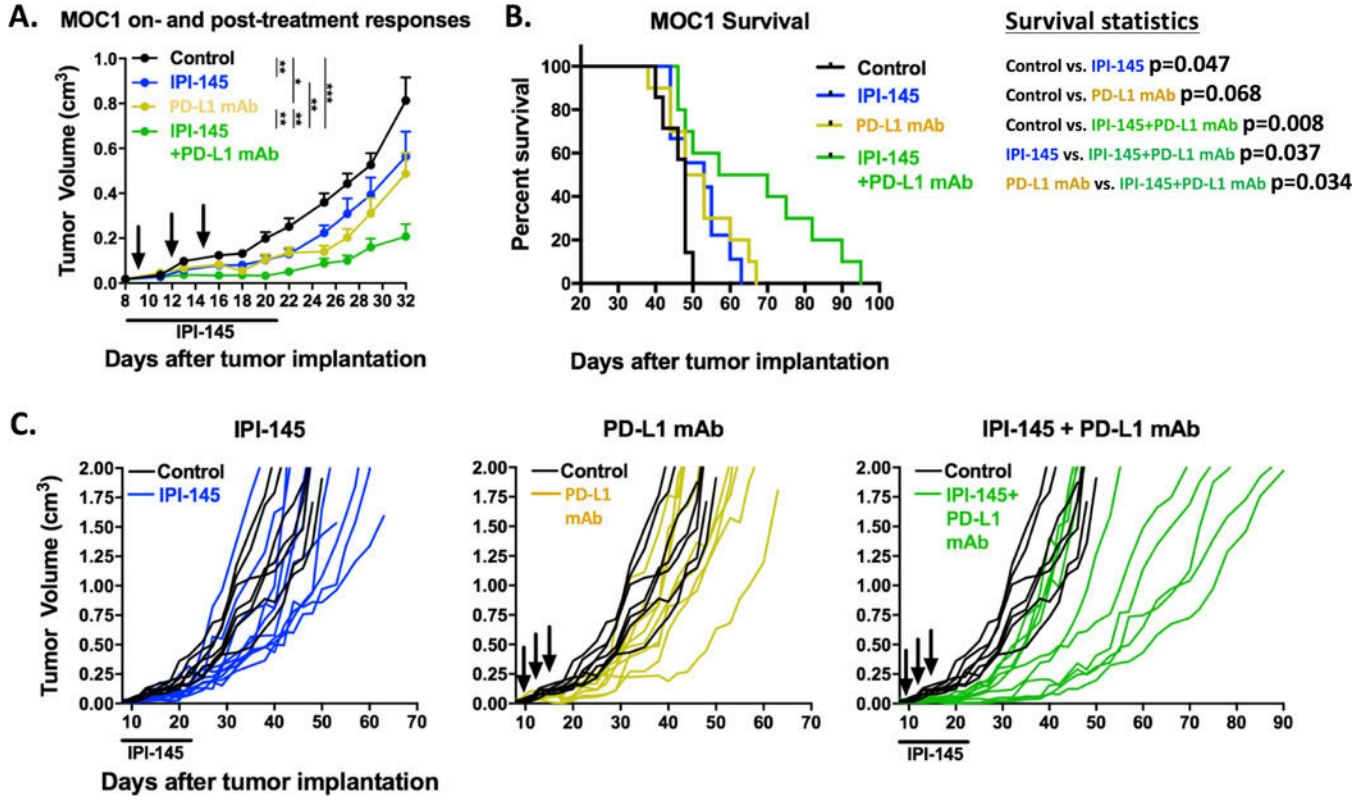 A. MOC1 on- and post-treatment responses
Tumor Volume (cm³)
1.0
0.8
0.6
0.4
0.2
0.0
Control
IPI-145
PD-L1 mAb
IPI-145
+PD-L1 mAb
**
*
**
***
**
**
8 10 12 14 16 18 20 22 24 26 28 30 32
IPI-145
Days after tumor implantation
B. MOC1 Survival
Percent survival
100
80
60
40
20
0
20 30 40 50 60 70 80 90 100
Days after tumor implantation
Control
IPI-145
PD-L1 mAb
IPI-145
+PD-L1 mAb
Survival statistics
Control vs. IPI-145 p=0.047
Control vs. PD-L1 mAb p=0.068
Control vs. IPI-145+PD-L1 mAb p=0.008
IPI-145 vs. IPI-145+PD-L1 mAb p=0.037
PD-L1 mAb vs. IPI-145+PD-L1 mAb p=0.034
C.
IPI-145
Tumor Volume (cm³)
2.00
1.75
1.50
1.25
1.00
0.75
0.50
0.25
0.00
Control
IPI-145
10 20 30 40 50 60 70
IPI-145
Days after tumor implantation
PD-L1 mAb
2.00
1.75
1.50
1.25
1.00
0.75
0.50
0.25
0.00
Control
PD-L1
mAb
10 20 30 40 50 60 70
IPI-145 + PD-L1 mAb
2.00
1.75
1.50
1.25
1.00
0.75
0.50
0.25
0.00
Control
IPI-145+
PD-L1
mAb
10 20 30 40 50 60 70 80 90
IPI-145